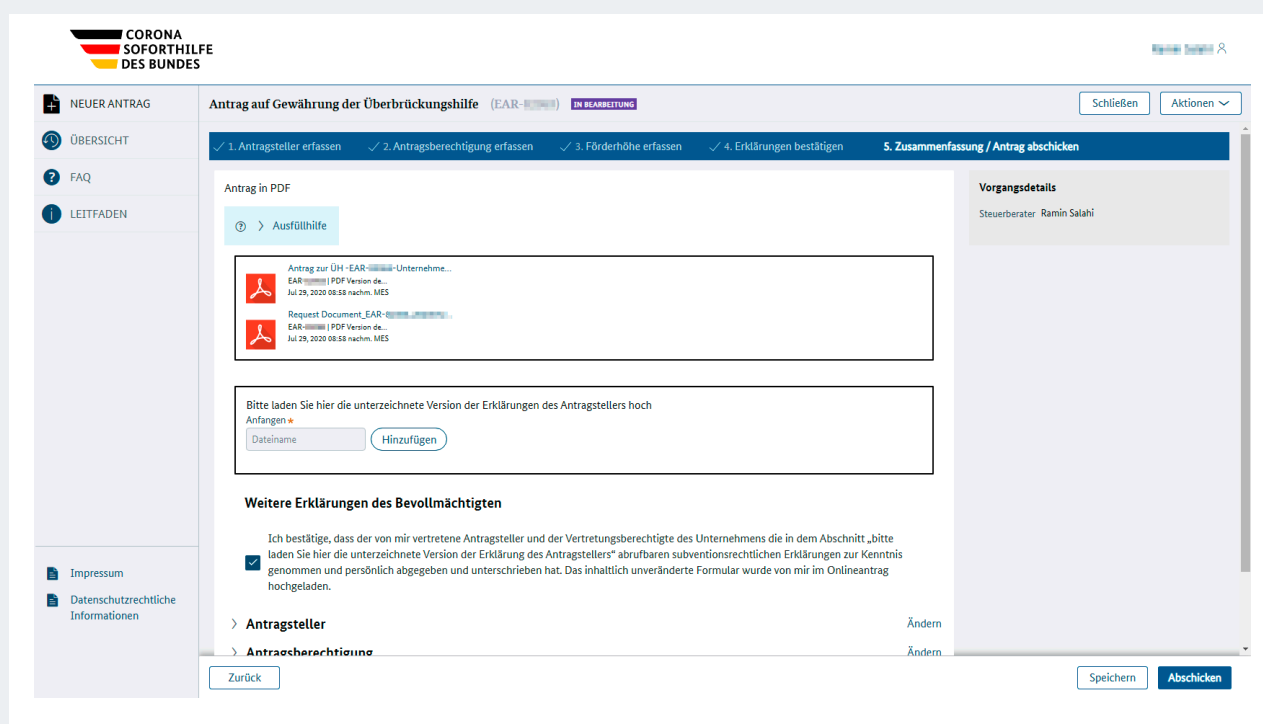 CORONA
SOFORTHILFE
DES BUNDES
NEUER ANTRAG
ÜBERSICHT
FAQ
LEITFADEN
Impressum
Datenschutzrechtliche
Informationen
Antrag auf Gewährung der Überbrückungshilfe (EAR- ) IN BEARBEITUNG
Schließen Aktionen
1. Antragsteller erfassen 2. Antragsberechtigung erfassen 3. Förderhöhe erfassen 4. Erklärungen bestätigen 5. Zusammenfassung / Antrag abschicken
Antrag in PDF
Ausfüllhilfe
Antrag zur ÜH -EAR- -Unternehme...
EAR- | PDF Version de...
Jul 29, 2020 08:58 nachm. MES
Request Document_EAR- ...
EAR- | PDF Version de...
Jul 29, 2020 08:58 nachm. MES
Bitte laden Sie hier die unterzeichnete Version der Erklärungen des Antragstellers hoch
Anfangen *
Dateiname Hinzufügen
Weitere Erklärungen des Bevollmächtigten
Ich bestätige, dass der von mir vertretene Antragsteller und der Vertretungsberechtigte des Unternehmens die in dem Abschnitt „bitte
laden Sie hier die unterzeichnete Version der Erklärung des Antragstellers“ abrufbaren subventionsrechtlichen Erklärungen zur Kenntnis
genommen und persönlich abgegeben und unterschrieben hat. Das inhaltlich unveränderte Formular wurde von mir im Onlineantrag
hochgeladen.
Antragsteller Ändern
Antragsberechtigung Ändern
Vorgangsdetails
Steuerberater Ramin Salahi
Zurück Speichern Abschicken